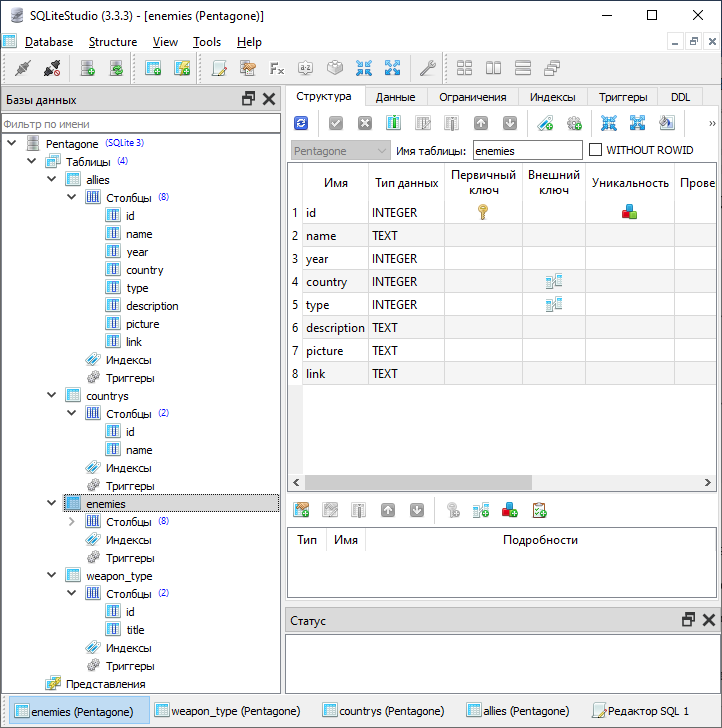 SQLiteStudio (3.3.3) - [enemies (Pentagone)]
Database Structure View Tools Help
Базы данных
Фильтр по имени
Pentagone (SQLite 3)
Таблицы (4)
allies
Столбцы (8)
id
name
year
country
type
description
picture
link
Индексы
Триггеры
countrys
Столбцы (2)
id
name
Индексы
Триггеры
enemies
Столбцы (8)
Индексы
Триггеры
weapon_type
Столбцы (2)
id
title
Индексы
Триггеры
Представления
Структура Данные Ограничения Индексы Триггеры DDL
Pentagone Имя таблицы: enemies WITHOUT ROWID
Имя Тип данных Первичный ключ Внешний ключ Уникальность Прове
1 id INTEGER
2 name TEXT
3 year INTEGER
4 country INTEGER
5 type INTEGER
6 description TEXT
7 picture TEXT
8 link TEXT
Тип Имя Подробности
Статус
enemies (Pentagone) weapon_type (Pentagone) countrys (Pentagone) allies (Pentagone) Редактор SQL 1